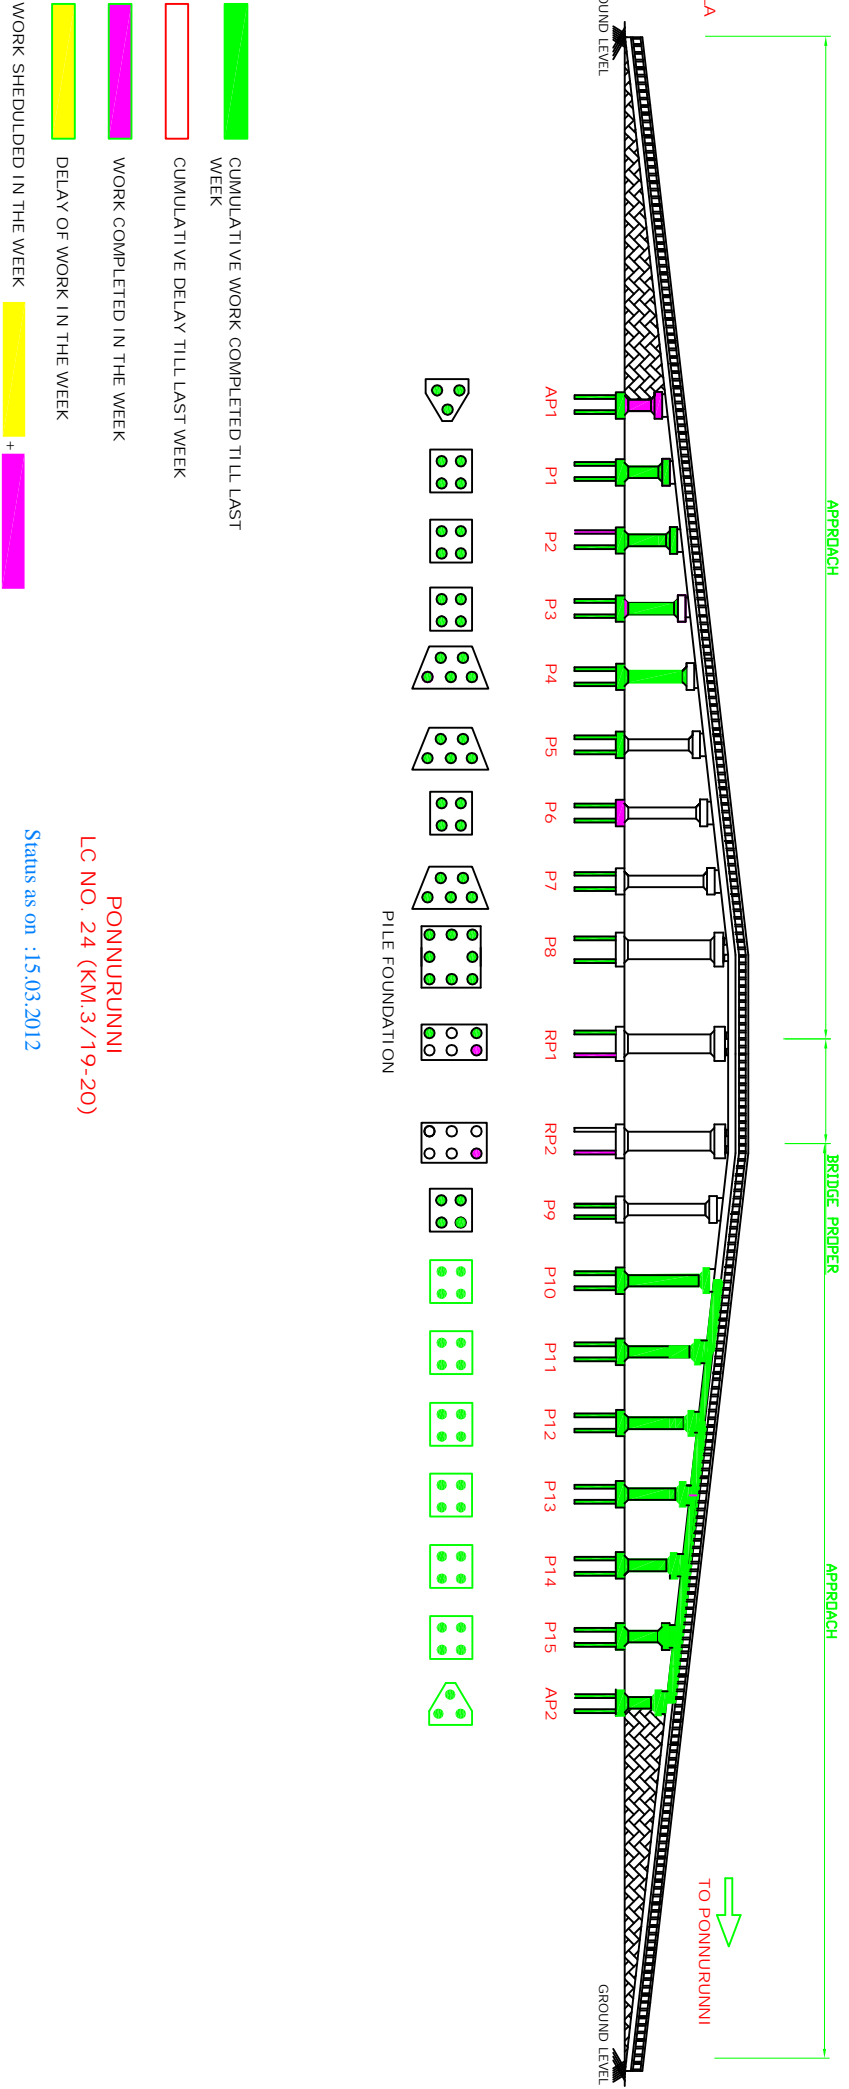 APPROACH
BRIDGE PROPER
APPROACH
TO PONNURUNNI
GROUND LEVEL
AP1
P1
P2
P3
P4
P5
P6
P7
P8
RP1
RP2
P9
P10
P11
P12
P13
P14
P15
AP2
PILE FOUNDATION
CUMULATIVE WORK COMPLETED TILL LAST
WEEK
CUMULATIVE DELAY TILL LAST WEEK
WORK COMPLETED IN THE WEEK
DELAY OF WORK IN THE WEEK
WORK SHEDULDED IN THE WEEK
+
PONNURUNNI
LC NO. 24 (KM.3/19-20)
Status as on :15.03.2012